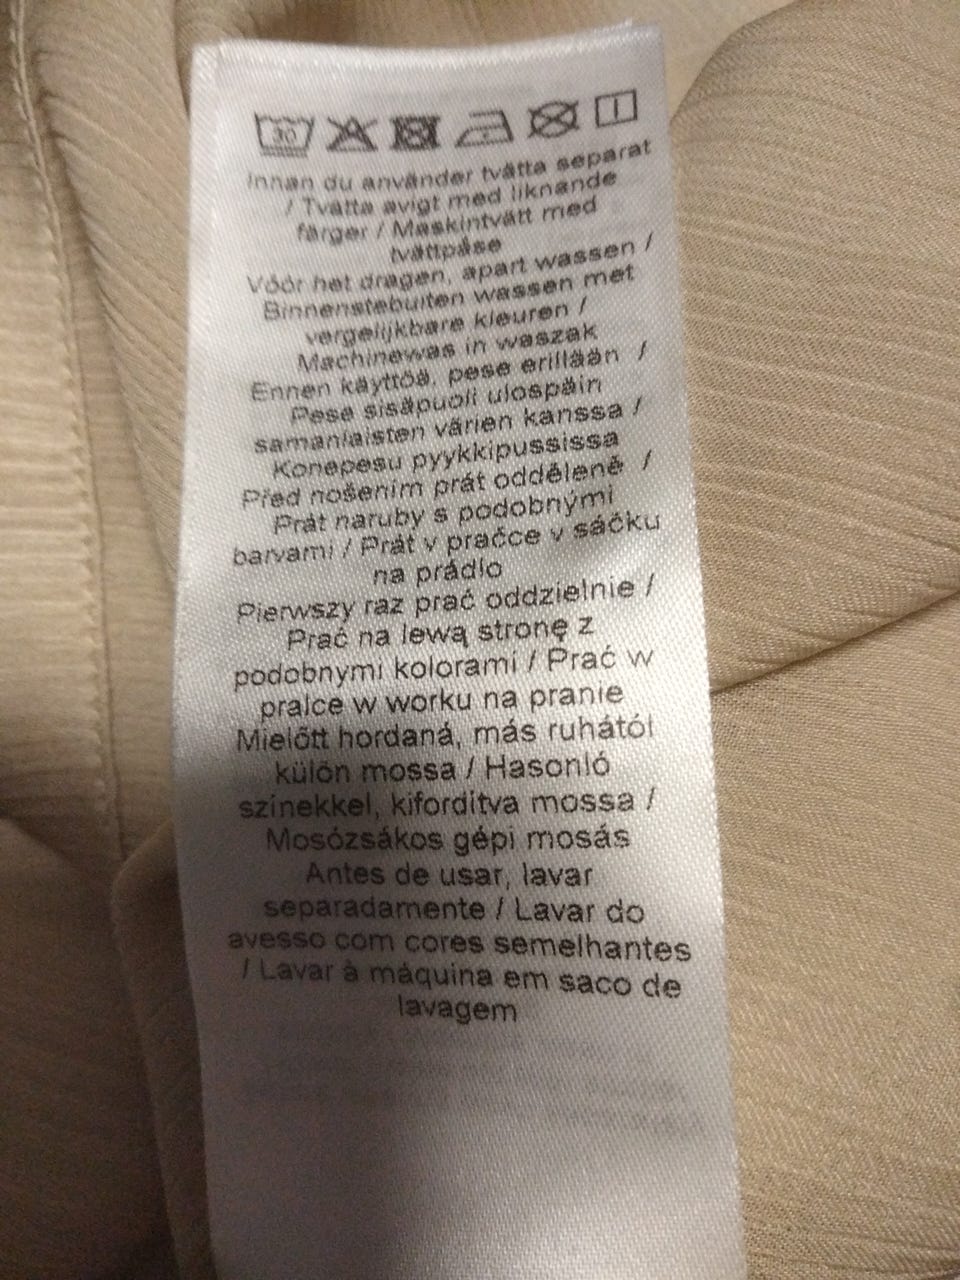 30
Innan du använder tvätta separat
/ Tvätta avigt med liknande
färger / Maskintvätt med
tvättpåse
Vóór het dragen, apart wassen /
Binnenstebuiten wassen met
vergelijkbare kleuren /
Machinewas in waszak
Ennen käyttöä, pese erillään /
Pese sisäpuoli ulospäin
samanlaisten värien kanssa /
Konepesu pyykkipussissa
Před nošením prát odděleně /
Prát naruby s podobnými
barvami / Prát v pračce v sáčku
na prádlo
Pierwszy raz prać oddzielnie /
Prać na lewą stronę z
podobnymi kolorami / Prać w
pralce w worku na pranie
Mielőtt hordaná, más ruhától
külön mossa / Hasonló
színekkel, kifordítva mossa /
Mosózsákos gépi mosás
Antes de usar, lavar
separadamente / Lavar do
avesso com cores semelhantes
/ Lavar à máquina em saco de
lavagem